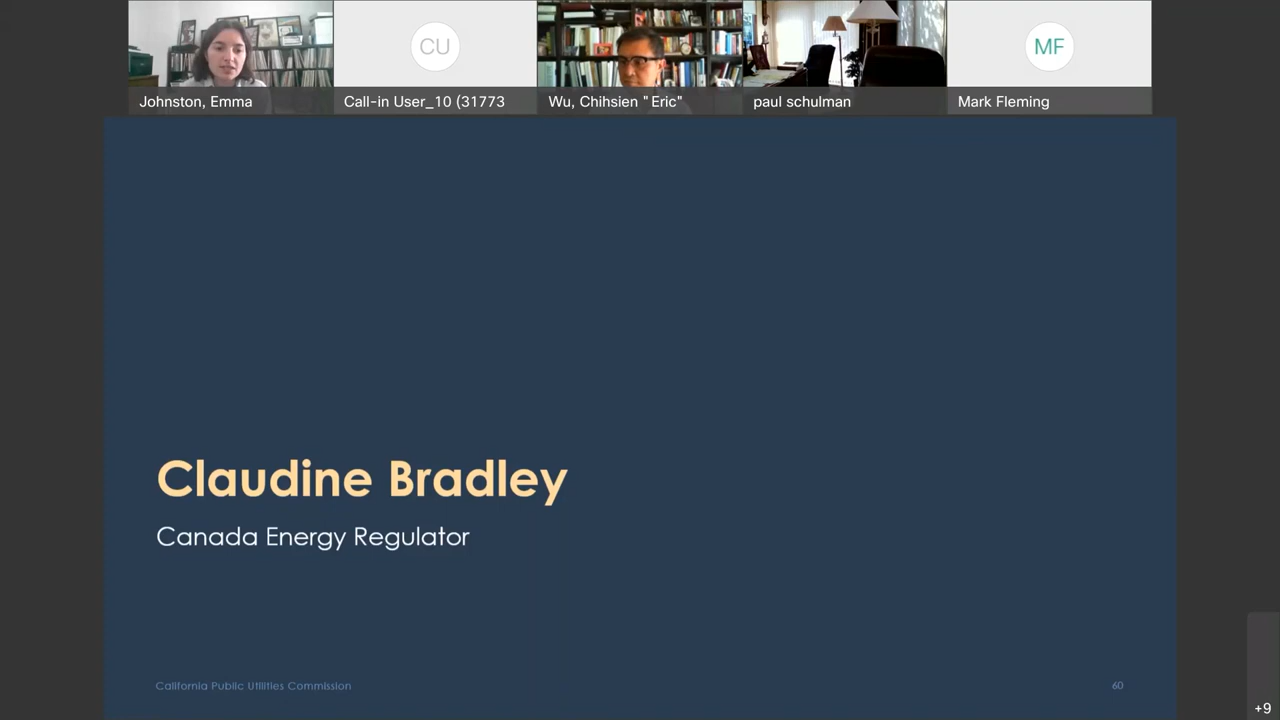 CU
MF
Johnston, Emma
Call-in User_10 (31773
Wu, Chihsien "Eric"
paul schulman
Mark Fleming
Claudine Bradley
Canada Energy Regulator
California Public Utilities Commission
60
+9